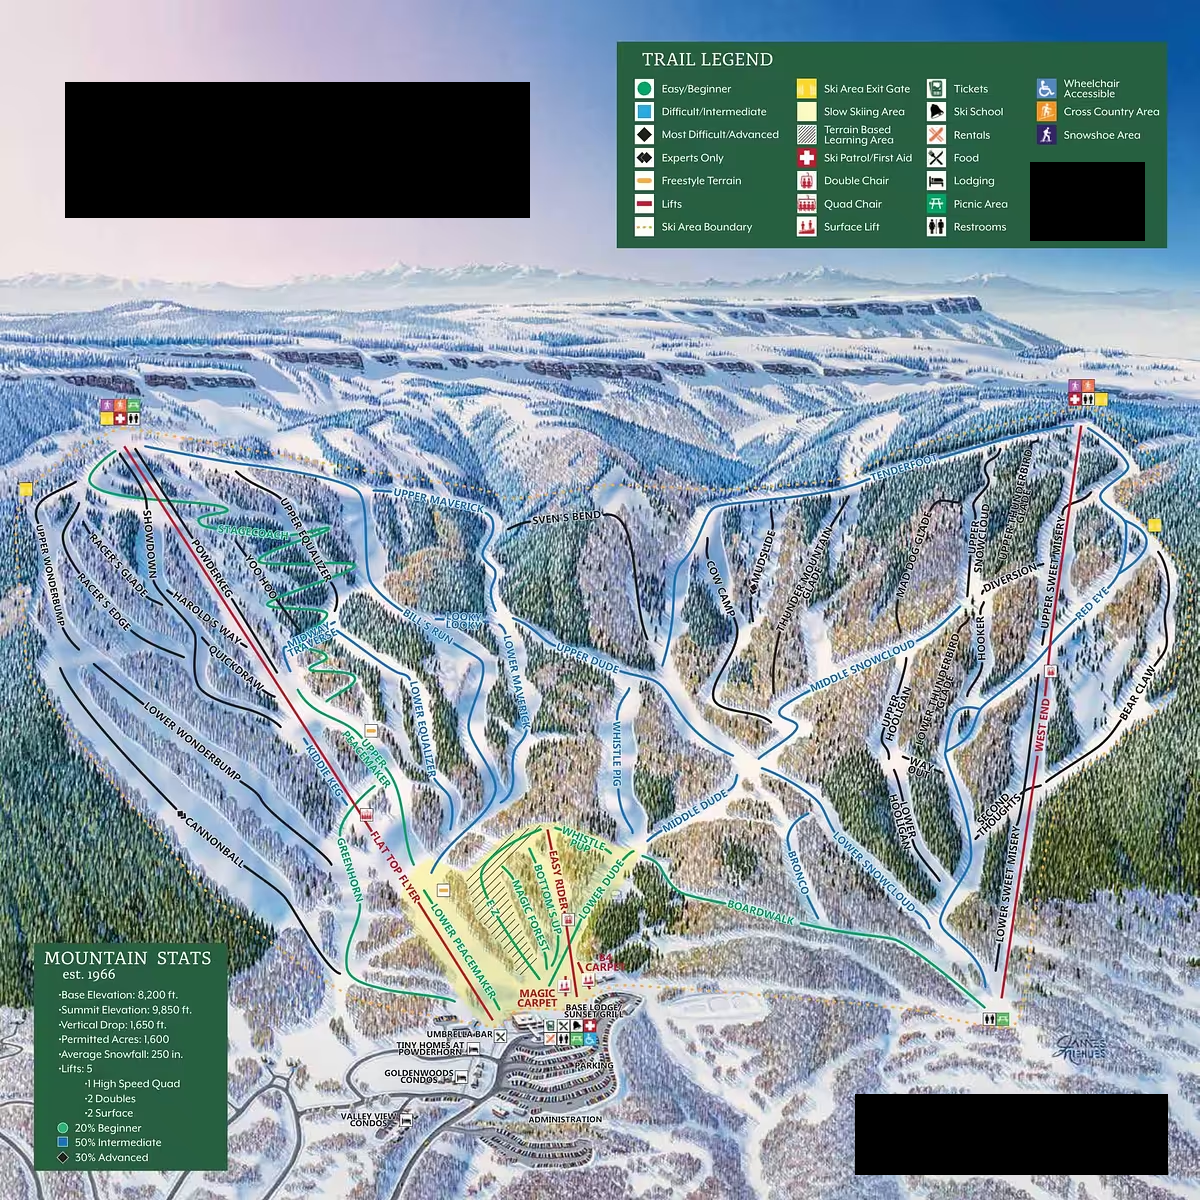 TRAIL LEGEND
Easy/Beginner
Difficult/Intermediate
Most Difficult/Advanced
Experts Only
Freestyle Terrain
Lifts
Ski Area Boundary
Ski Area Exit Gate
Slow Skiing Area
Terrain Based
Learning Area
Ski Patrol/First Aid
Double Chair
Quad Chair
Surface Lift
Tickets
Ski School
Rentals
Food
Lodging
Picnic Area
Restrooms
Wheelchair
Accessible
Cross Country Area
Snowshoe Area
UPPER MAVERICK
TENDERFOOT
SVEN'S BEND
STAGECOACH
UPPER EQUALIZER
SHOWDOWN
POWDERKEG
YOO HOO
UPPER WONDERBUMP
RACER'S GLADE
RACER'S EDGE
HAROLD'S WAY
QUICKDRAW
MIDWAY
TRAVERSE
BILL'S RUN
LOOKY
LOOKY
LOWER MAVERICK
UPPER DUDE
COW CAMP
MUDSLIDE
THUNDER MOUNTAIN
GLADE
MAD DOG GLADE
UPPER
SNOWCLOUD
UPPER THUNDERBIRD
GLADE
DIVERSION
UPPER SWEET MISERY
RED EYE
HOOKER
MIDDLE SNOWCLOUD
LOWER THUNDERBIRD
GLADE
UPPER
HOOLIGAN
WAY
OUT
LOWER
HOOLIGAN
WEST END
BEAR CLAW
SECOND
THOUGHTS
LOWER SWEET MISERY
LOWER WONDERBUMP
CANNONBALL
KIDDIE KEG
UPPER
PEACEMAKER
LOWER EQUALIZER
WHISTLE PIG
MIDDLE DUDE
LOWER SNOWCLOUD
BRONCO
BOARDWALK
GREENHORN
FLAT TOP FLYER
LOWER PEACEMAKER
WHISTLE
PUP
EASY RIDER
BOTTOM'S UP
MAGIC FOREST
E-Z
LOWER DUDE
B4
CARPET
MAGIC
CARPET
BASE LODGE/
SUNSET GRILL
UMBRELLA BAR
TINY HOMES AT
POWDERHORN
GOLDENWOODS
CONDOS
VALLEY VIEW
CONDOS
PARKING
ADMINISTRATION
JAMES
NIEHUES
MOUNTAIN STATS
est. 1966
•Base Elevation: 8,200 ft.
•Summit Elevation: 9,850 ft.
•Vertical Drop: 1,650 ft.
•Permitted Acres: 1,600
•Average Snowfall: 250 in.
•Lifts: 5
•1 High Speed Quad
•2 Doubles
•2 Surface
20% Beginner
50% Intermediate
30% Advanced